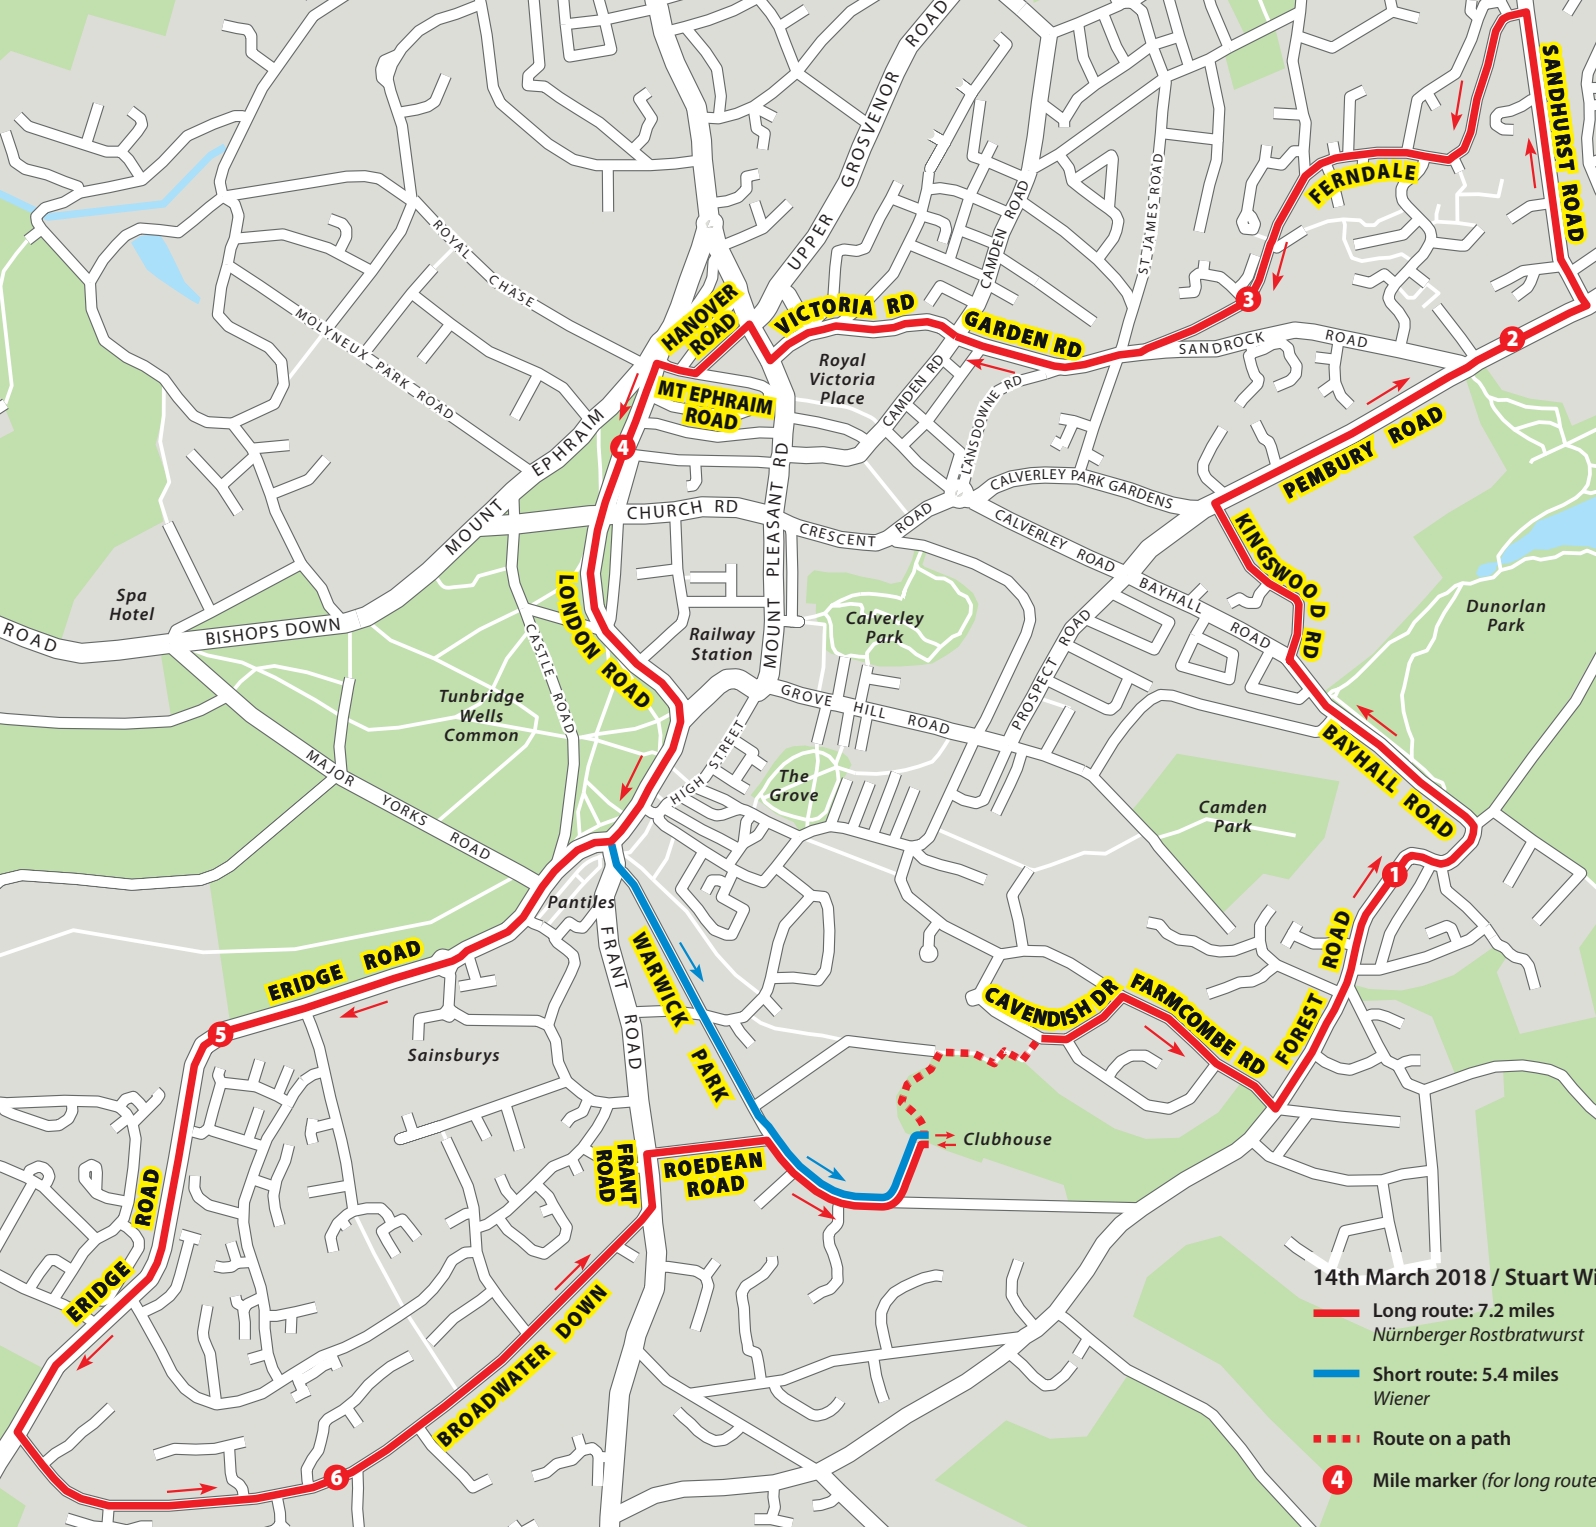 SANDHURST ROAD
FERNDALE
UPPER GROSVENOR ROAD
CAMDEN ROAD
ST JAMES ROAD
ROYAL CHASE
MOLYNEUX PARK ROAD
HANOVER
ROAD
VICTORIA RD
GARDEN RD
3
2
SANDROCK ROAD
Royal
Victoria
Place
MT EPHRAIM
ROAD
CAMDEN RD
LANSDOWNE RD
PEMBURY ROAD
4
MOUNT EPHRAIM
CHURCH RD
MOUNT PLEASANT RD
CRESCENT ROAD
CALVERLEY PARK GARDENS
CALVERLEY ROAD
BAYHALL ROAD
KINGSWOOD RD
Spa
Hotel
ROAD
BISHOPS DOWN
LONDON ROAD
CASTLE ROAD
Railway
Station
Calverley
Park
PROSPECT ROAD
Dunorlan
Park
Tunbridge
Wells
Common
GROVE HILL ROAD
HIGH STREET
The
Grove
MAJOR YORKS ROAD
BAYHALL ROAD
Camden
Park
1
Pantiles
FRANT ROAD
WARWICK PARK
ERIDGE ROAD
5
Sainsburys
CAVENDISH DR
FARMCOMBE RD
FOREST ROAD
Clubhouse
FRANT
ROAD
ROEDEAN
ROAD
ERIDGE ROAD
BROADWATER DOWN
6
14th March 2018 / Stuart Wi
Long route: 7.2 miles
Nürnberger Rostbratwurst
Short route: 5.4 miles
Wiener
Route on a path
4 Mile marker (for long route